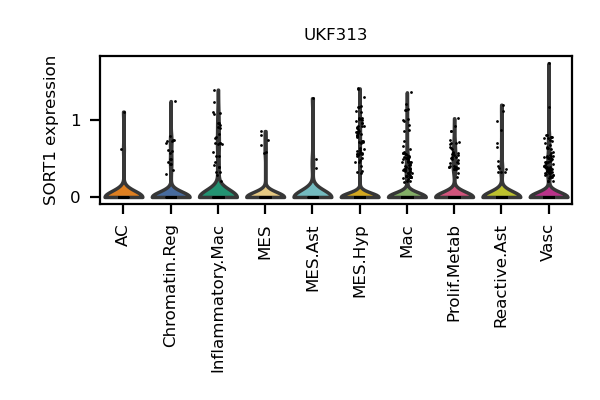 UKF313
SORT1 expression
1
0
AC
Chromatin.Reg
Inflammatory.Mac
MES
MES.Ast
MES.Hyp
Mac
Prolif.Metab
Reactive.Ast
Vasc